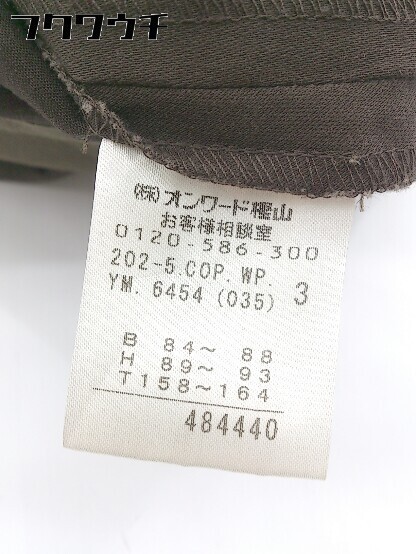 フクウウチ
(株)オンワード樫山
お客様相談室
0120-586-300
202-5.COP.WP.
YM. 6454 (035) 3
B 84～ 88
H 89～ 93
T158～164
484440